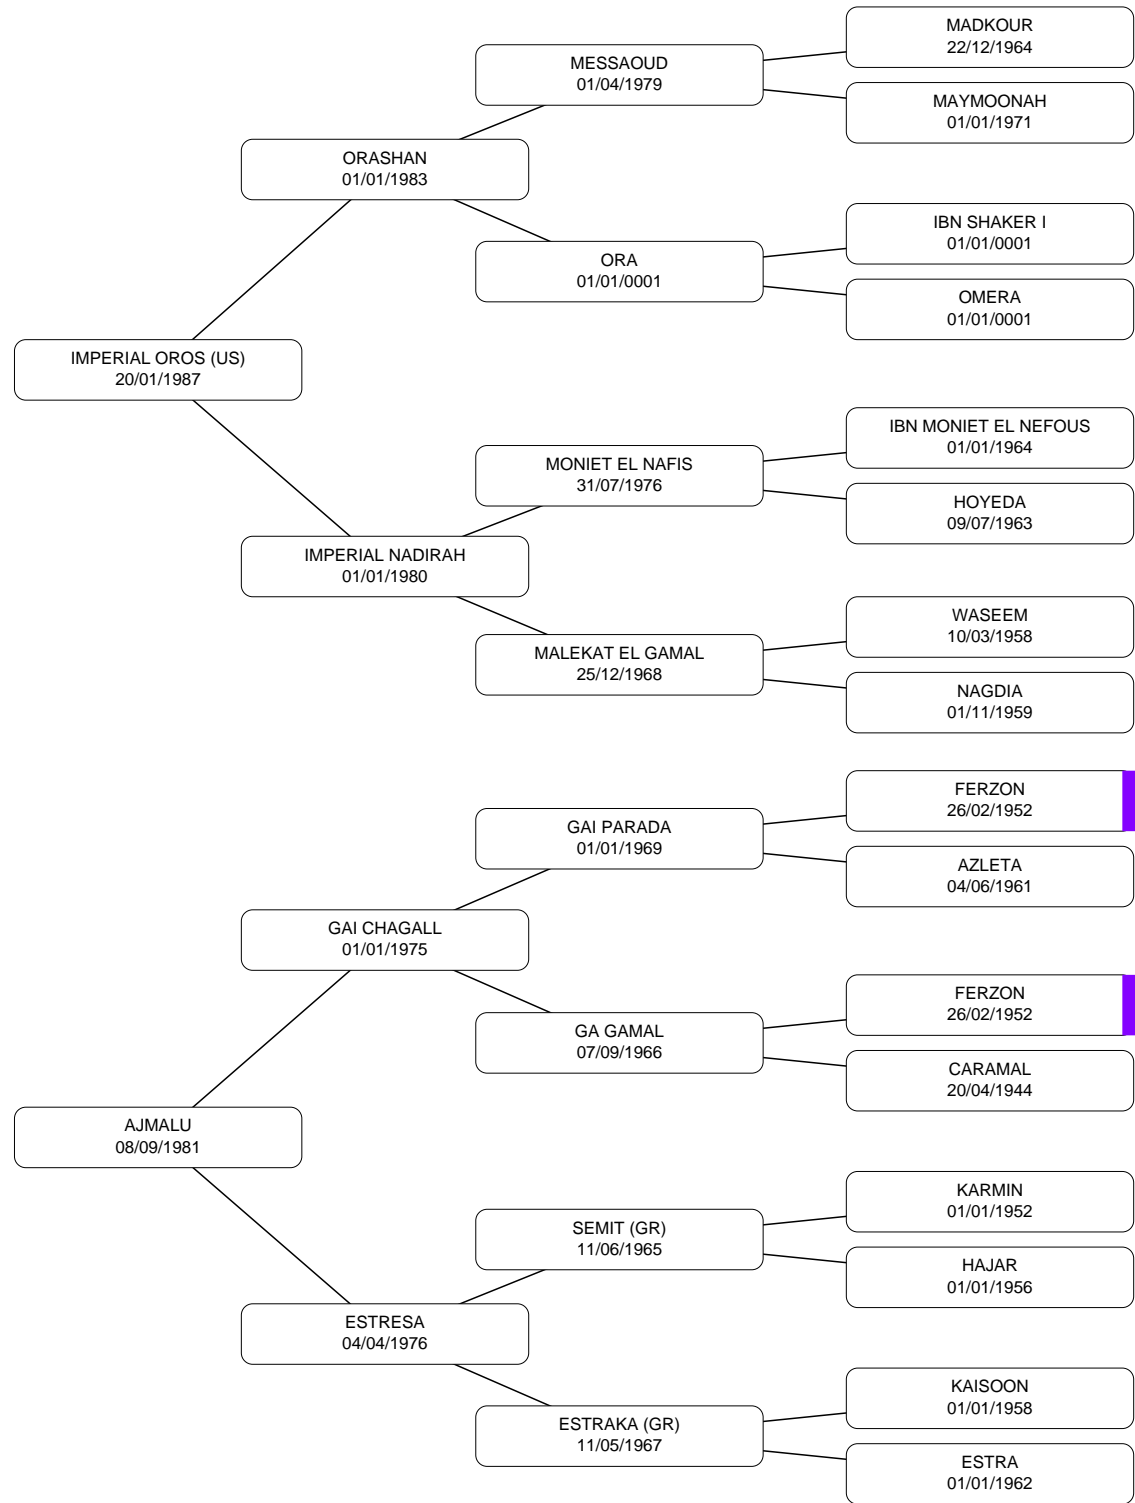 MADKOUR
22/12/1964
MESSAOUD
01/04/1979
MAYMOONAH
01/01/1971
ORASHAN
01/01/1983
IBN SHAKER I
01/01/0001
ORA
01/01/0001
OMERA
01/01/0001
IMPERIAL OROS (US)
20/01/1987
IBN MONIET EL NEFOUS
01/01/1964
MONIET EL NAFIS
31/07/1976
HOYEDA
09/07/1963
IMPERIAL NADIRAH
01/01/1980
WASEEM
10/03/1958
MALEKAT EL GAMAL
25/12/1968
NAGDIA
01/11/1959
FERZON
26/02/1952
GAI PARADA
01/01/1969
AZLETA
04/06/1961
GAI CHAGALL
01/01/1975
FERZON
26/02/1952
GA GAMAL
07/09/1966
CARAMAL
20/04/1944
AJMALU
08/09/1981
KARMIN
01/01/1952
SEMIT (GR)
11/06/1965
HAJAR
01/01/1956
ESTRESA
04/04/1976
KAISOON
01/01/1958
ESTRAKA (GR)
11/05/1967
ESTRA
01/01/1962